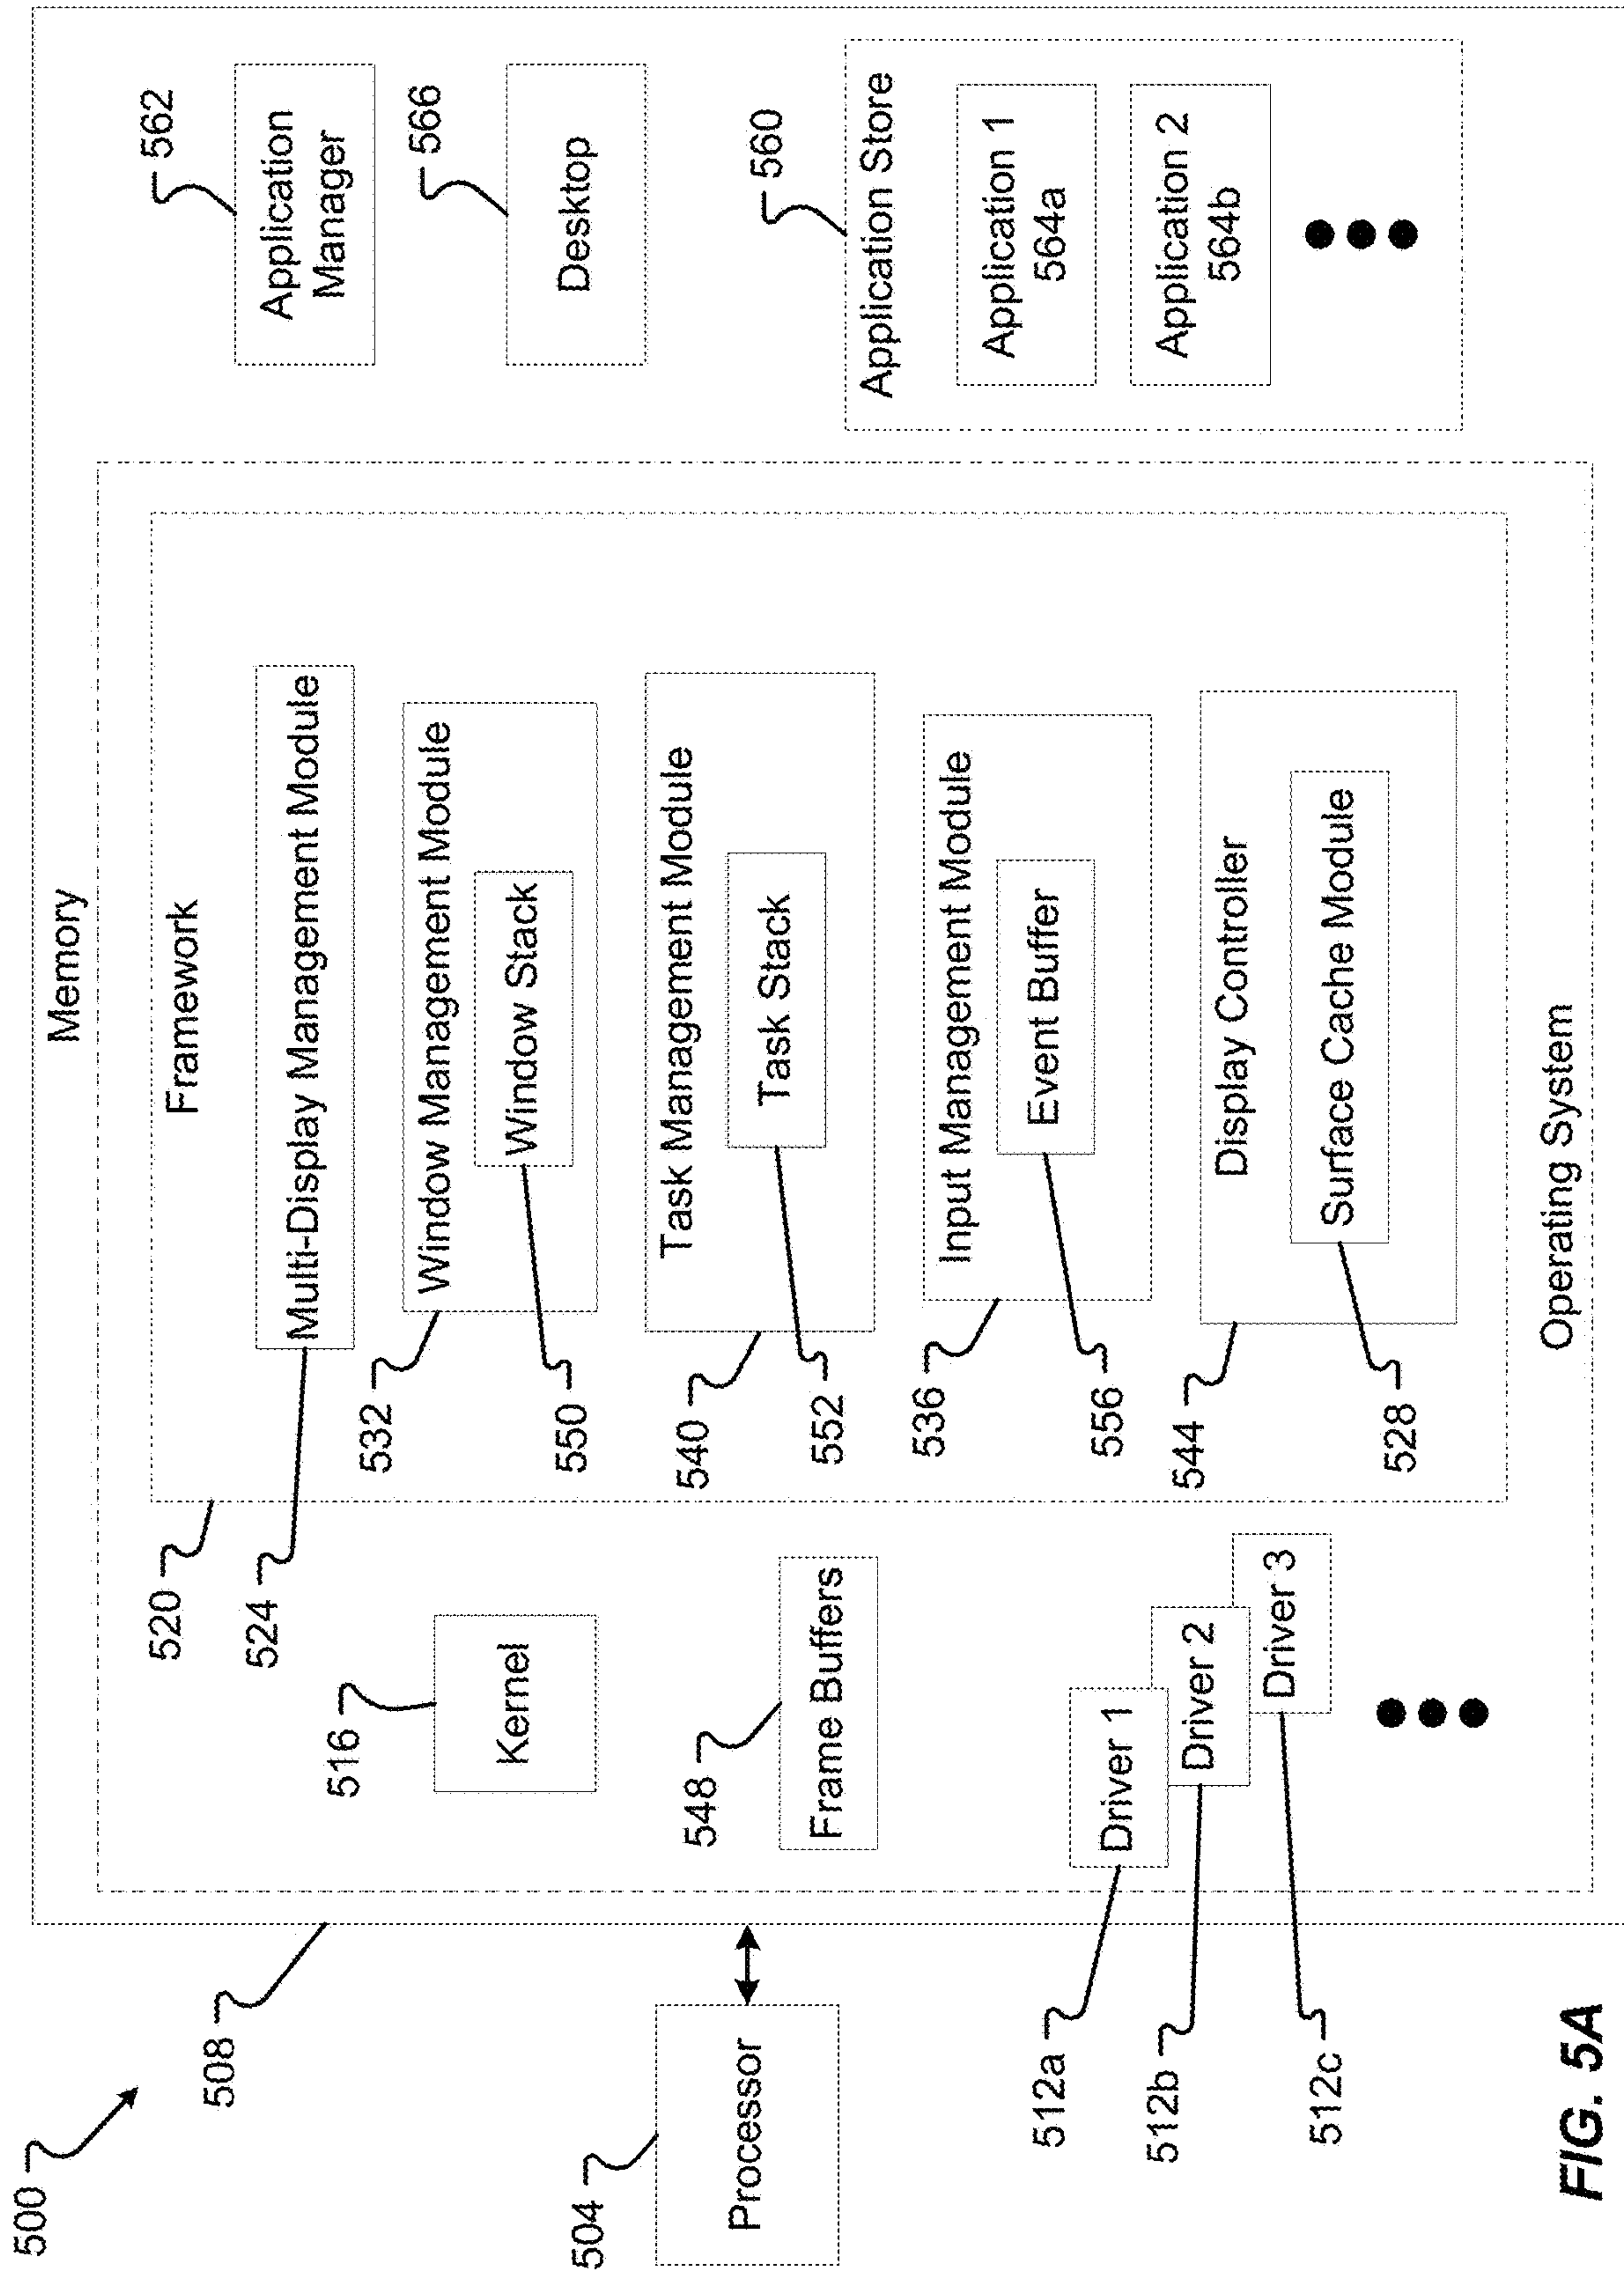 500
508
Memory
504
Processor
520
Framework
524
Multi-Display Management Module
532
Window Management Module
550
Window Stack
540
Task Management Module
552
Task Stack
536
Input Management Module
556
Event Buffer
544
Display Controller
528
Surface Cache Module
516
Kernel
548
Frame Buffers
512a
Driver 1
512b
Driver 2
512c
Driver 3
Operating System
562
Application
Manager
566
Desktop
560
Application Store
Application 1
564a
Application 2
564b
FIG. 5A